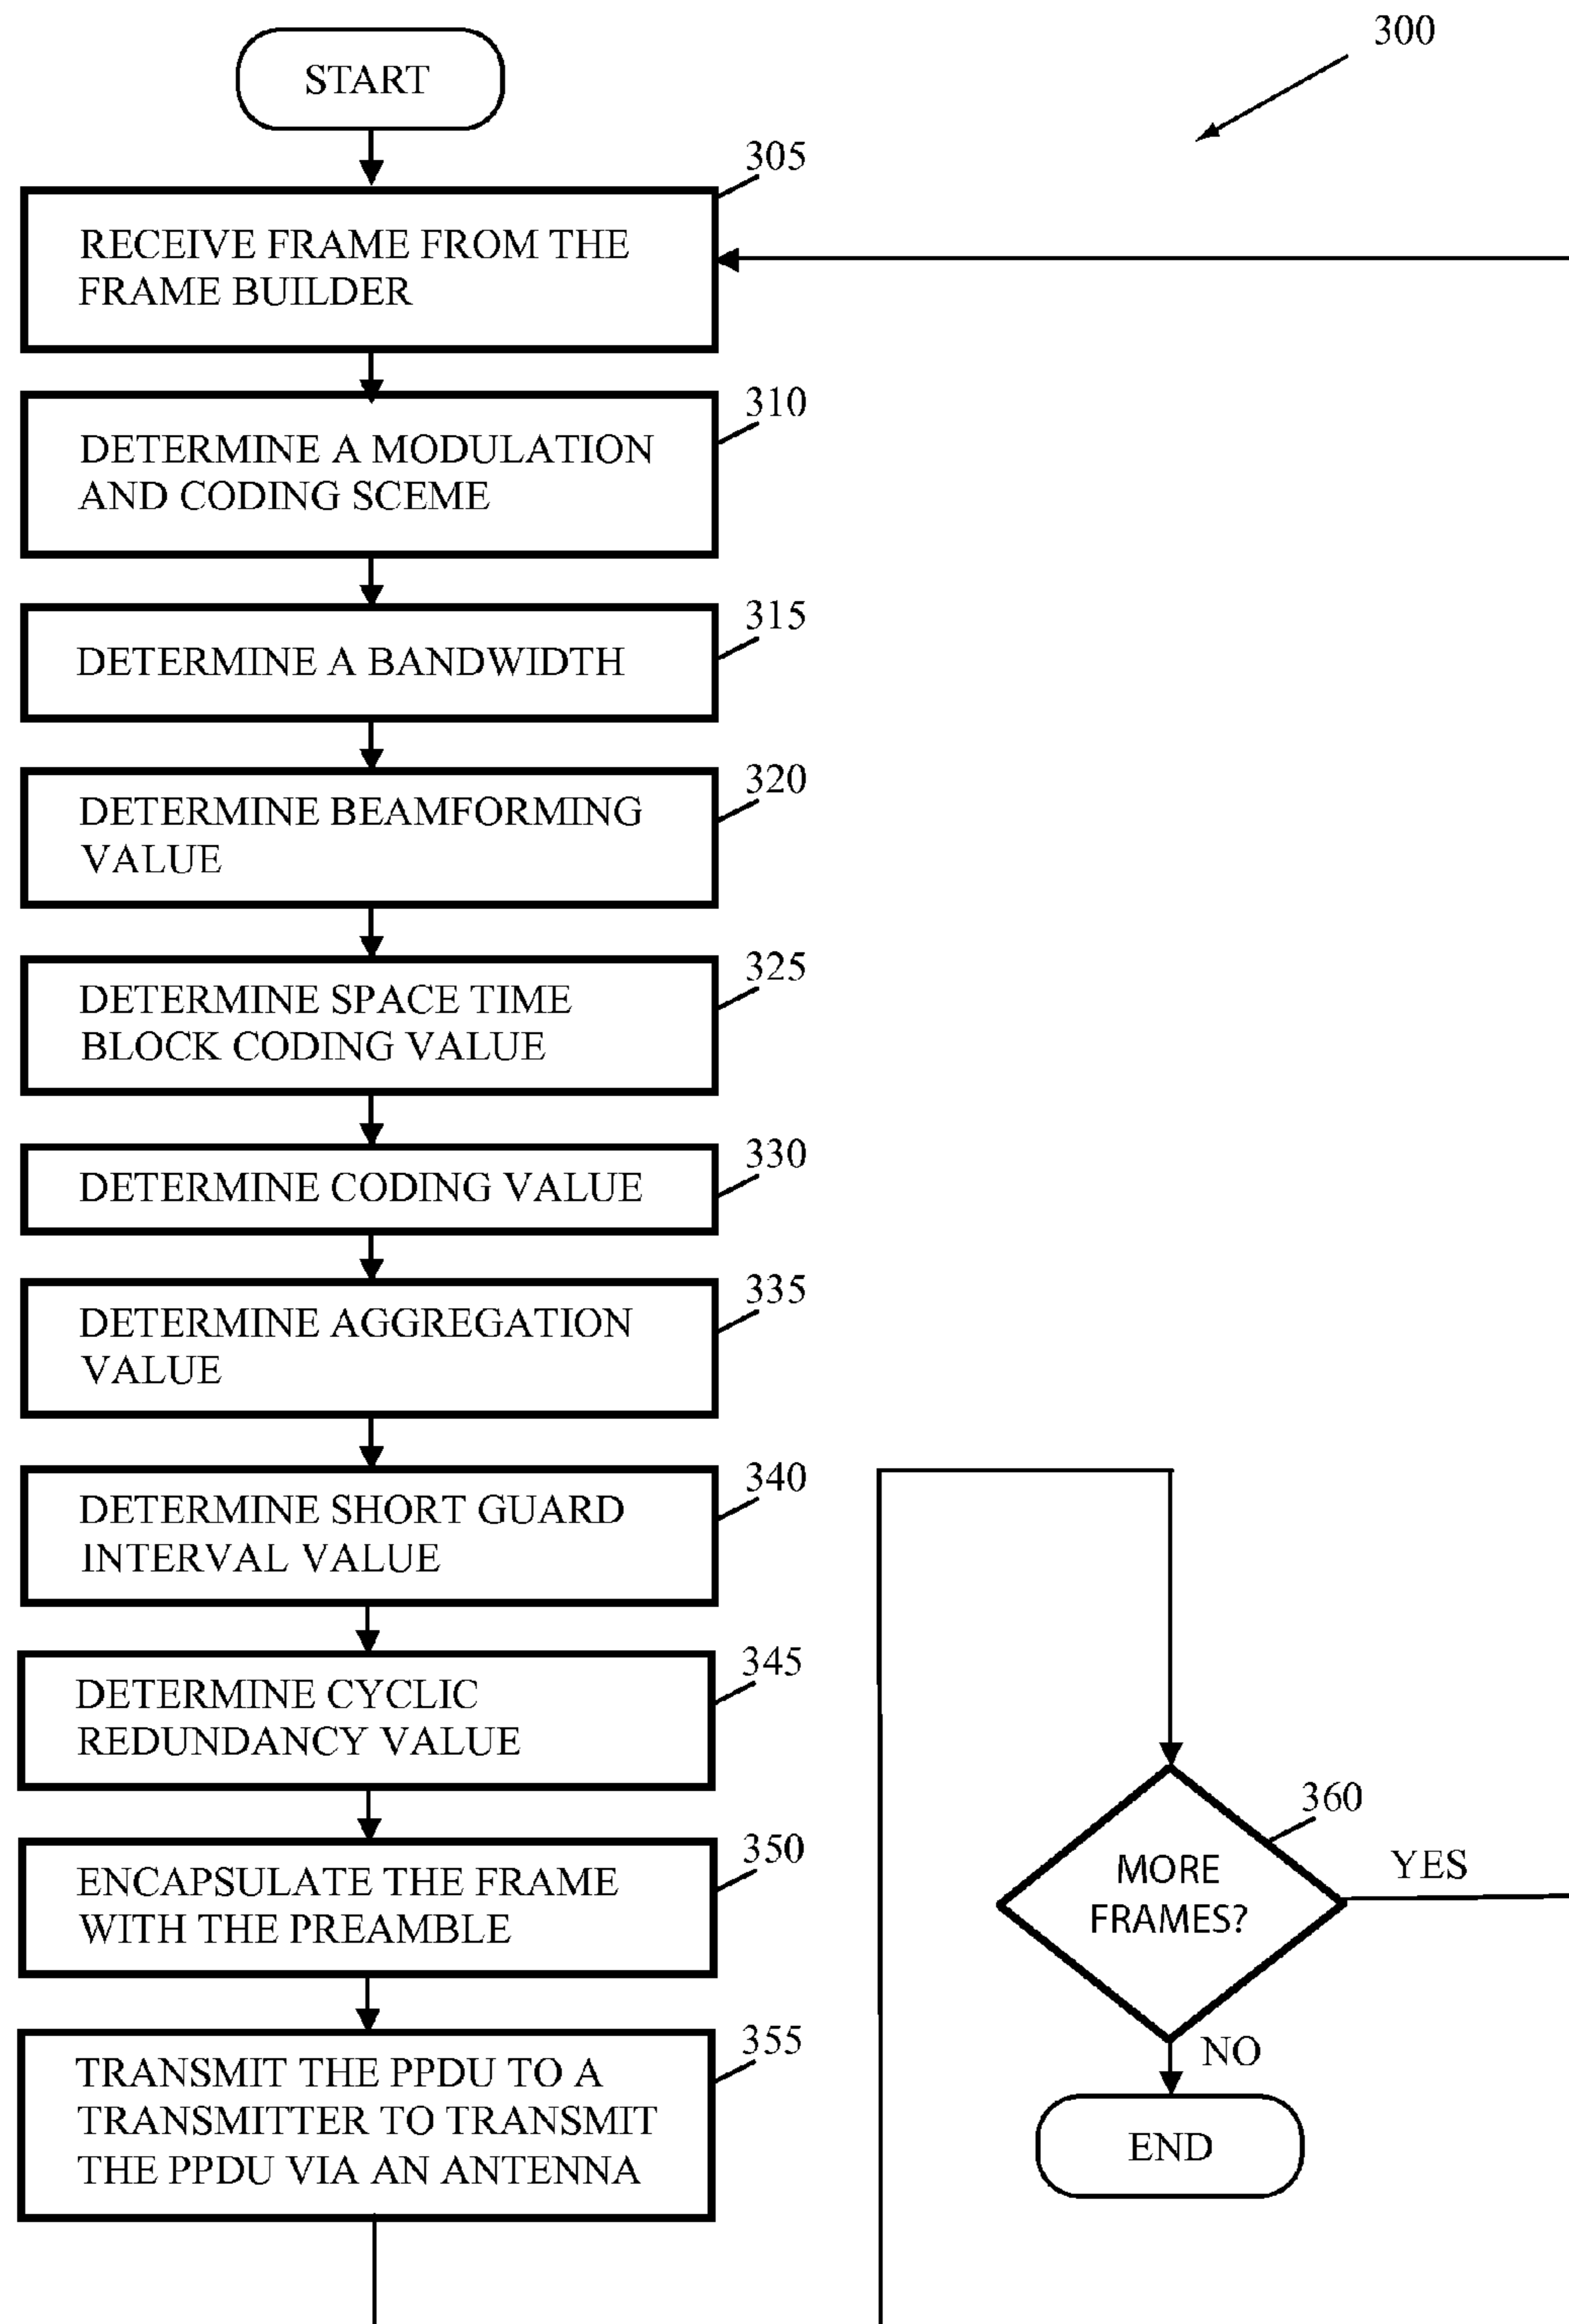 300
START
305
RECEIVE FRAME FROM THE
FRAME BUILDER
310
DETERMINE A MODULATION
AND CODING SCEME
315
DETERMINE A BANDWIDTH
320
DETERMINE BEAMFORMING
VALUE
325
DETERMINE SPACE TIME
BLOCK CODING VALUE
330
DETERMINE CODING VALUE
335
DETERMINE AGGREGATION
VALUE
340
DETERMINE SHORT GUARD
INTERVAL VALUE
345
DETERMINE CYCLIC
REDUNDANCY VALUE
350
ENCAPSULATE THE FRAME
WITH THE PREAMBLE
355
TRANSMIT THE PPDU TO A
TRANSMITTER TO TRANSMIT
THE PPDU VIA AN ANTENNA
360
MORE
FRAMES?
YES
NO
END